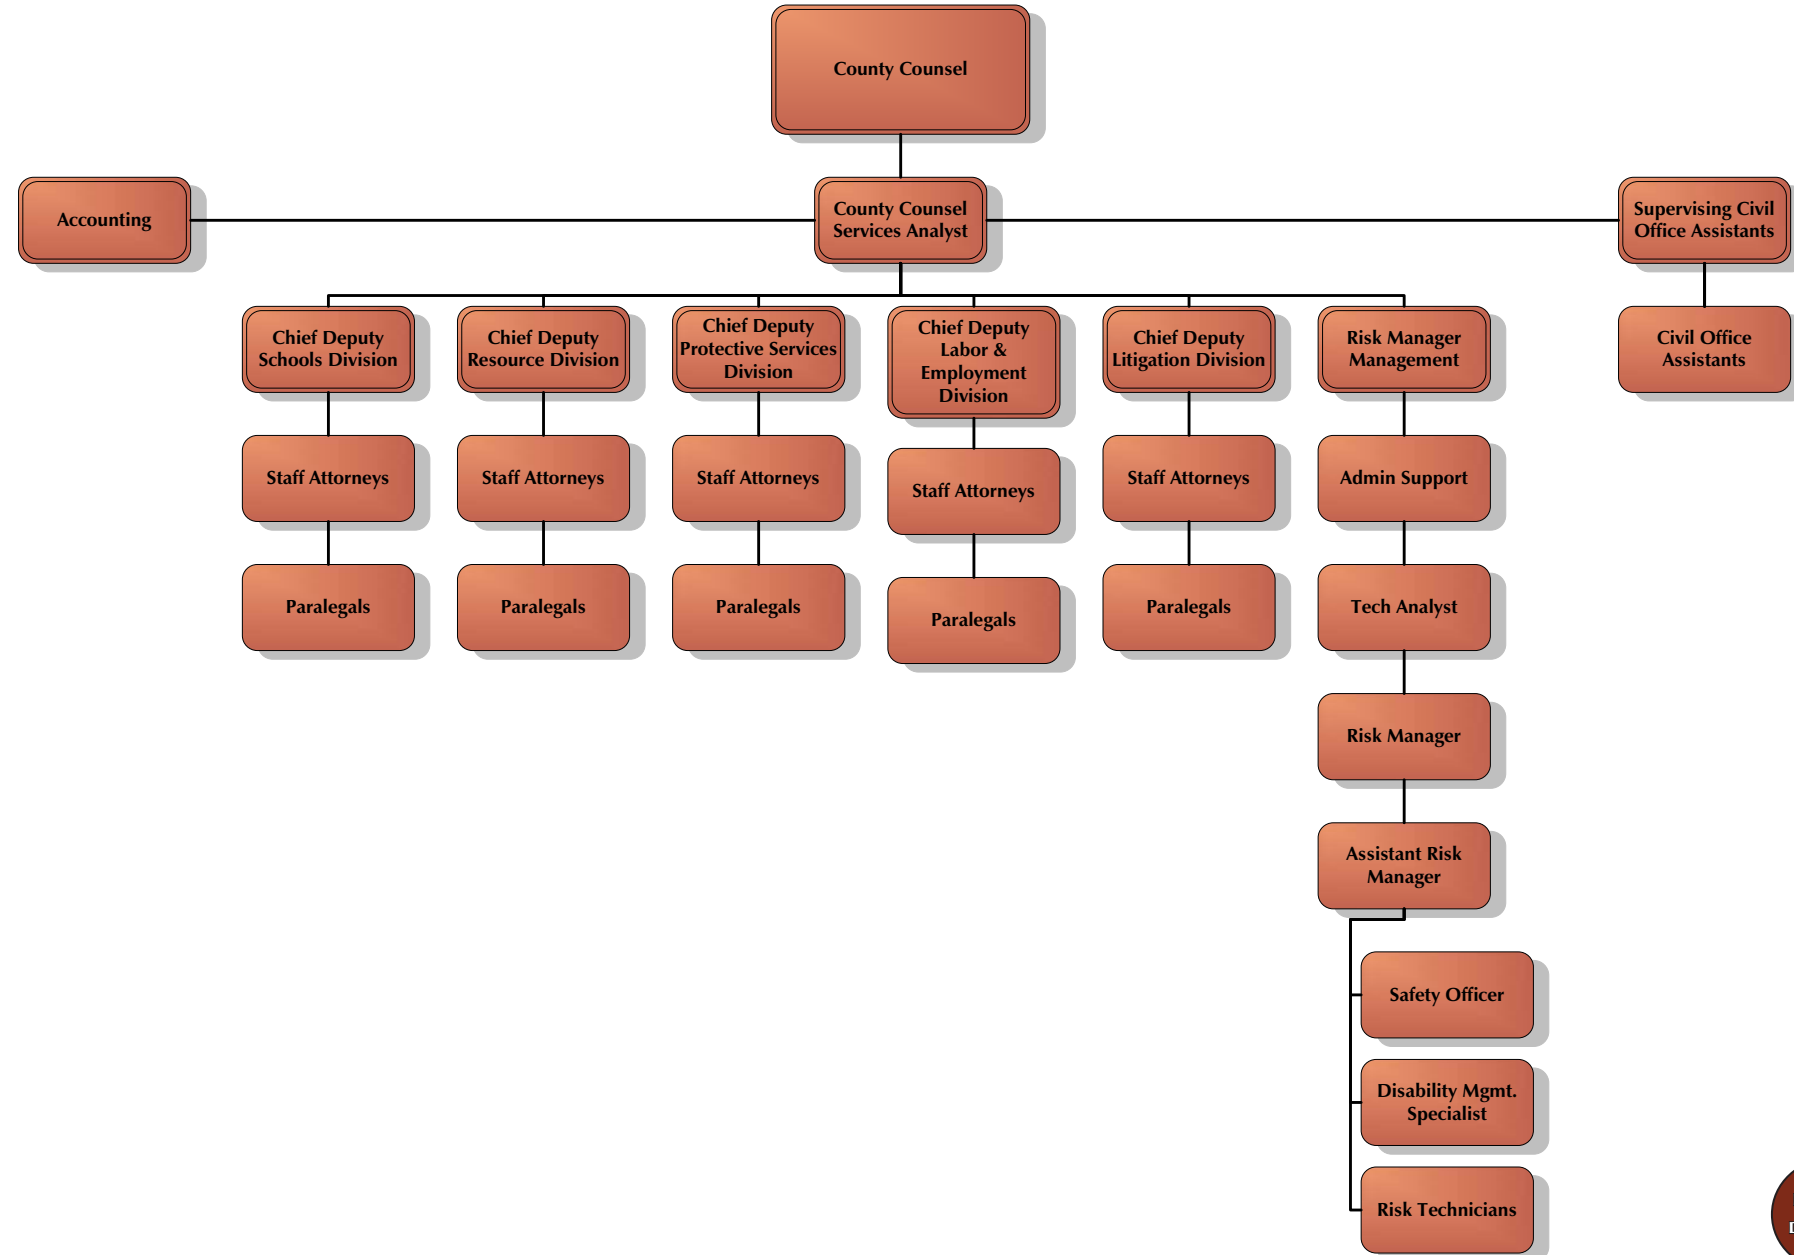 County Counsel
Accounting
County Counsel
Services Analyst
Supervising Civil
Office Assistants
Chief Deputy
Schools Division
Chief Deputy
Resource Division
Chief Deputy
Protective Services
Division
Chief Deputy
Labor &
Employment
Division
Chief Deputy
Litigation Division
Risk Manager
Management
Civil Office
Assistants
Staff Attorneys
Staff Attorneys
Staff Attorneys
Staff Attorneys
Staff Attorneys
Admin Support
Paralegals
Paralegals
Paralegals
Paralegals
Paralegals
Tech Analyst
Risk Manager
Assistant Risk
Manager
Safety Officer
Disability Mgmt.
Specialist
Risk Technicians